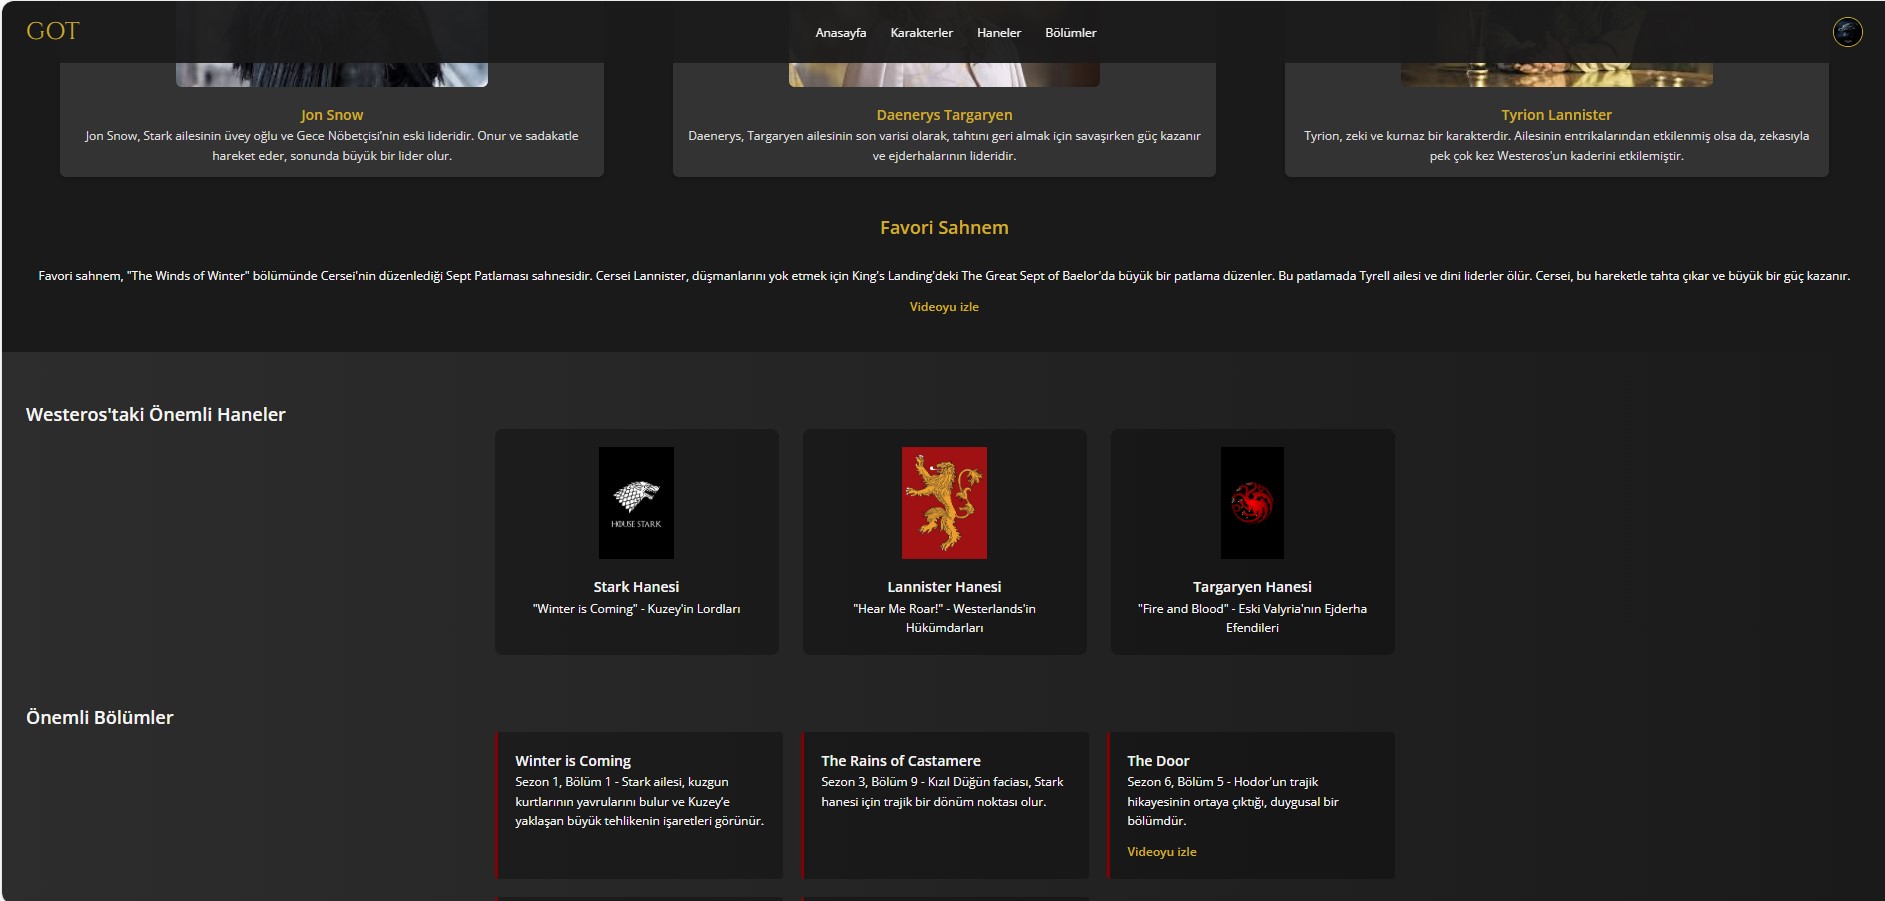 GOT
Anasayfa Karakterler Haneler Bölümler
Jon Snow
Jon Snow, Stark ailesinin üvey oğlu ve Gece Nöbetçisi’nin eski lideridir. Onur ve sadakatle
hareket eder, sonunda büyük bir lider olur.
Daenerys Targaryen
Daenerys, Targaryen ailesinin son varisi olarak, tahtını geri almak için savaşırken güç kazanır
ve ejderhalarının lideridir.
Tyrion Lannister
Tyrion, zeki ve kurnaz bir karakterdir. Ailesinin entrikalarından etkilenmiş olsa da, zekasıyla
pek çok kez Westeros'un kaderini etkilemiştir.
Favori Sahnem
Favori sahnem, "The Winds of Winter" bölümünde Cersei'nin düzenlediği Sept Patlaması sahnesidir. Cersei Lannister, düşmanlarını yok etmek için King’s Landing'deki The Great Sept of Baelor'da büyük bir patlama düzenler. Bu patlamada Tyrell ailesi ve dini liderler ölür. Cersei, bu hareketle tahta çıkar ve büyük bir güç kazanır.
Videoyu izle
Westeros'taki Önemli Haneler
HOUSE STARK
Stark Hanesi
"Winter is Coming" - Kuzey'in Lordları
Lannister Hanesi
"Hear Me Roar!" - Westerlands'in
Hükümdarları
Targaryen Hanesi
"Fire and Blood" - Eski Valyria'nın Ejderha
Efendileri
Önemli Bölümler
Winter is Coming
Sezon 1, Bölüm 1 - Stark ailesi, kuzgun
kurtlarının yavrularını bulur ve Kuzey’e
yaklaşan büyük tehlikenin işaretleri görünür.
The Rains of Castamere
Sezon 3, Bölüm 9 - Kızıl Düğün faciası, Stark
hanesi için trajik bir dönüm noktası olur.
The Door
Sezon 6, Bölüm 5 - Hodor’un trajik
hikayesinin ortaya çıktığı, duygusal bir
bölümdür.
Videoyu izle